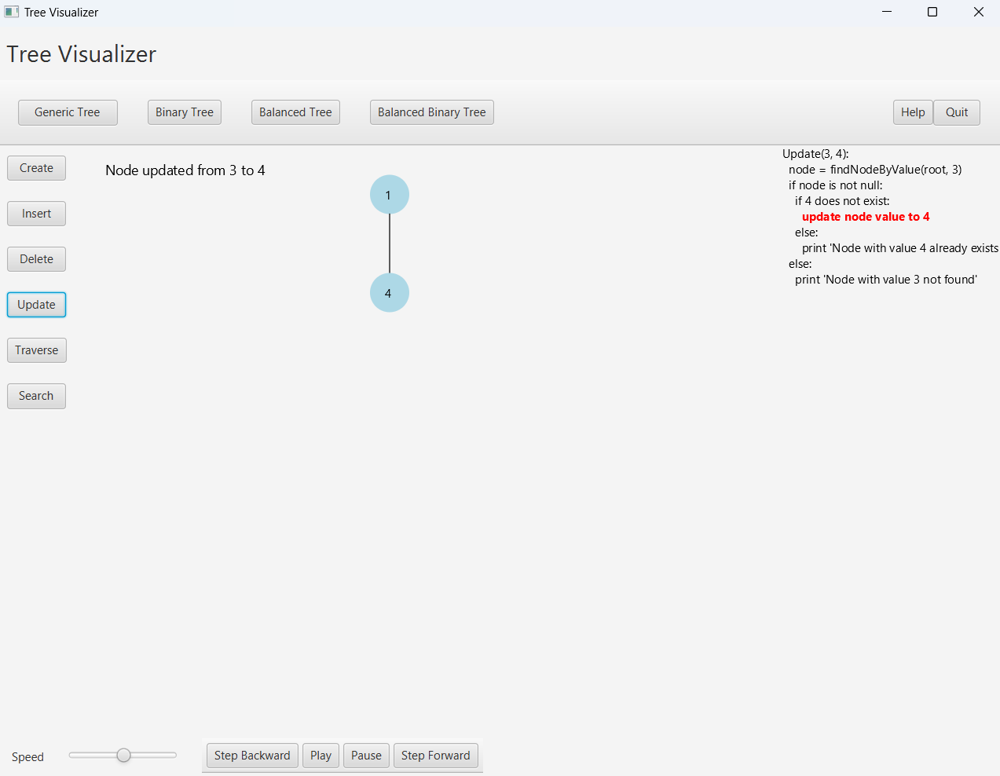 Tree Visualizer
Tree Visualizer
Generic Tree
Binary Tree
Balanced Tree
Balanced Binary Tree
Help
Quit
Create
Insert
Delete
Update
Traverse
Search
Node updated from 3 to 4
1
4
Update(3, 4):
node = findNodeByValue(root, 3)
if node is not null:
if 4 does not exist:
update node value to 4
else:
print 'Node with value 4 already exists
else:
print 'Node with value 3 not found'
Speed
Step Backward
Play
Pause
Step Forward